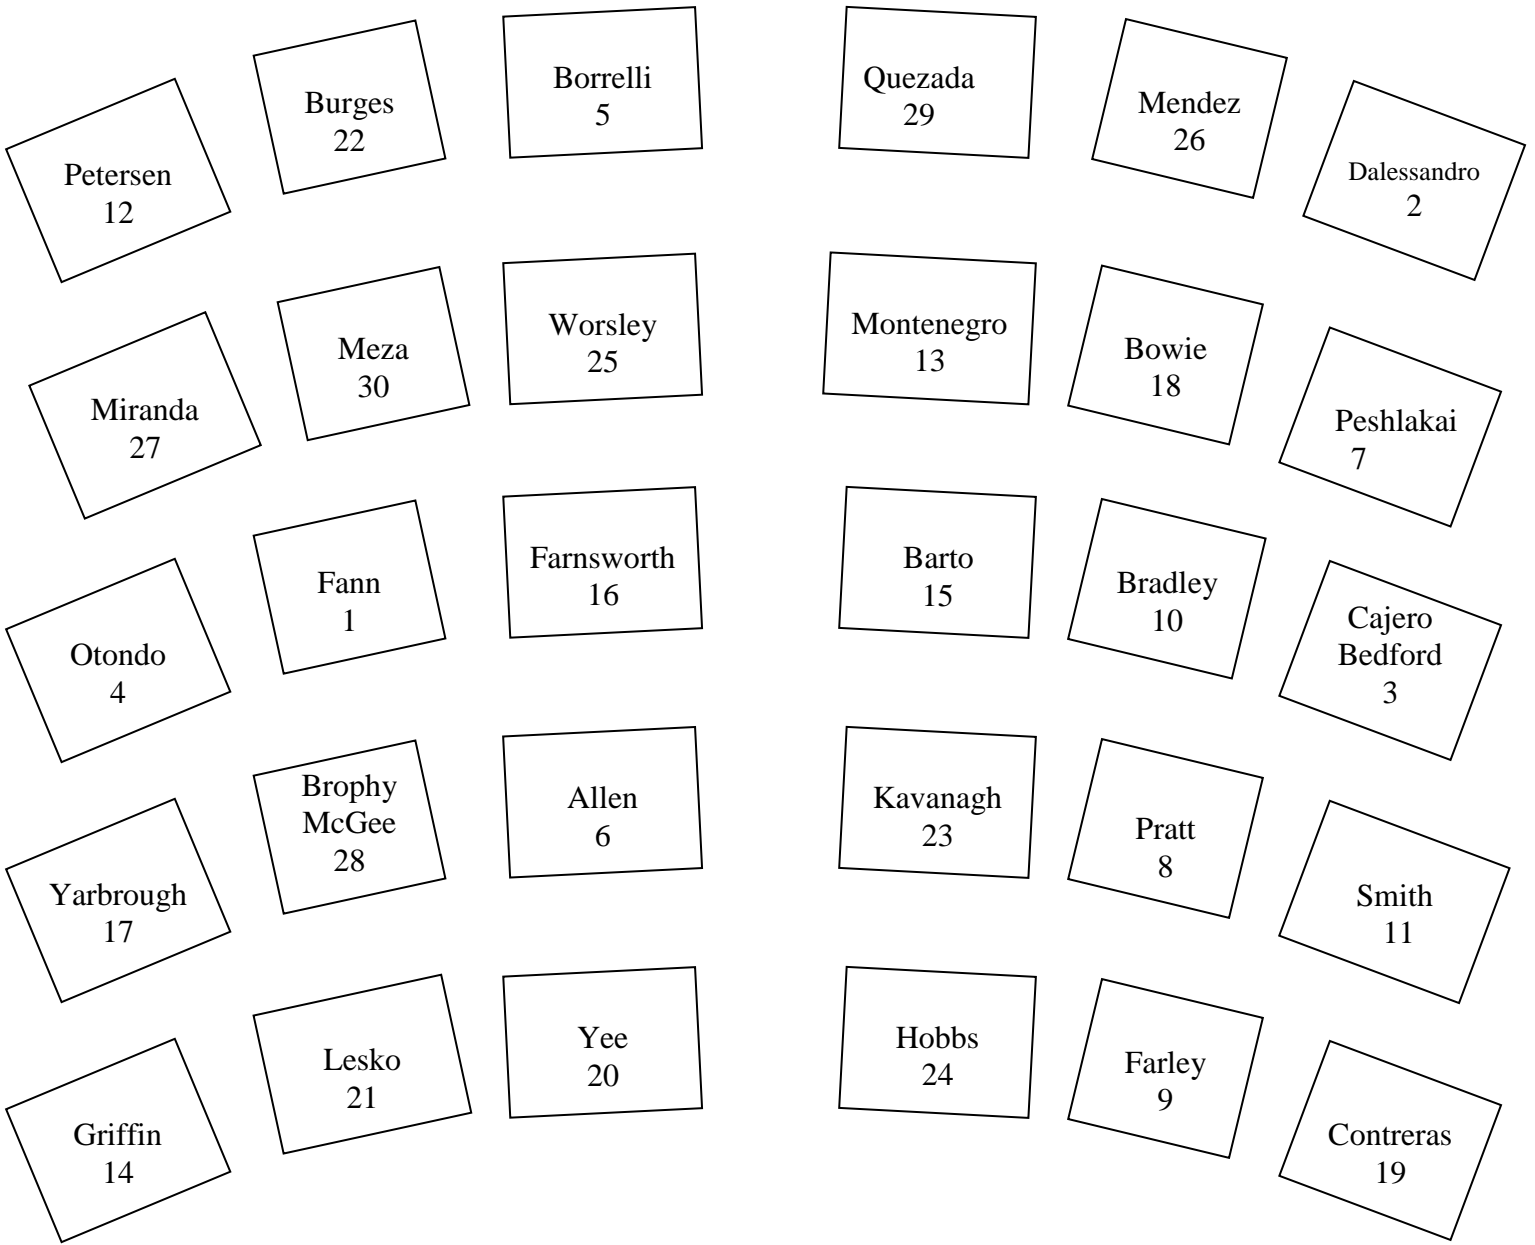 Petersen
12
Burges
22
Borrelli
5
Quezada
29
Mendez
26
Dalessandro
2
Miranda
27
Meza
30
Worsley
25
Montenegro
13
Bowie
18
Peshlakai
7
Otondo
4
Fann
1
Farnsworth
16
Barto
15
Bradley
10
Cajero
Bedford
3
Yarbrough
17
Brophy
McGee
28
Allen
6
Kavanagh
23
Pratt
8
Smith
11
Griffin
14
Lesko
21
Yee
20
Hobbs
24
Farley
9
Contreras
19